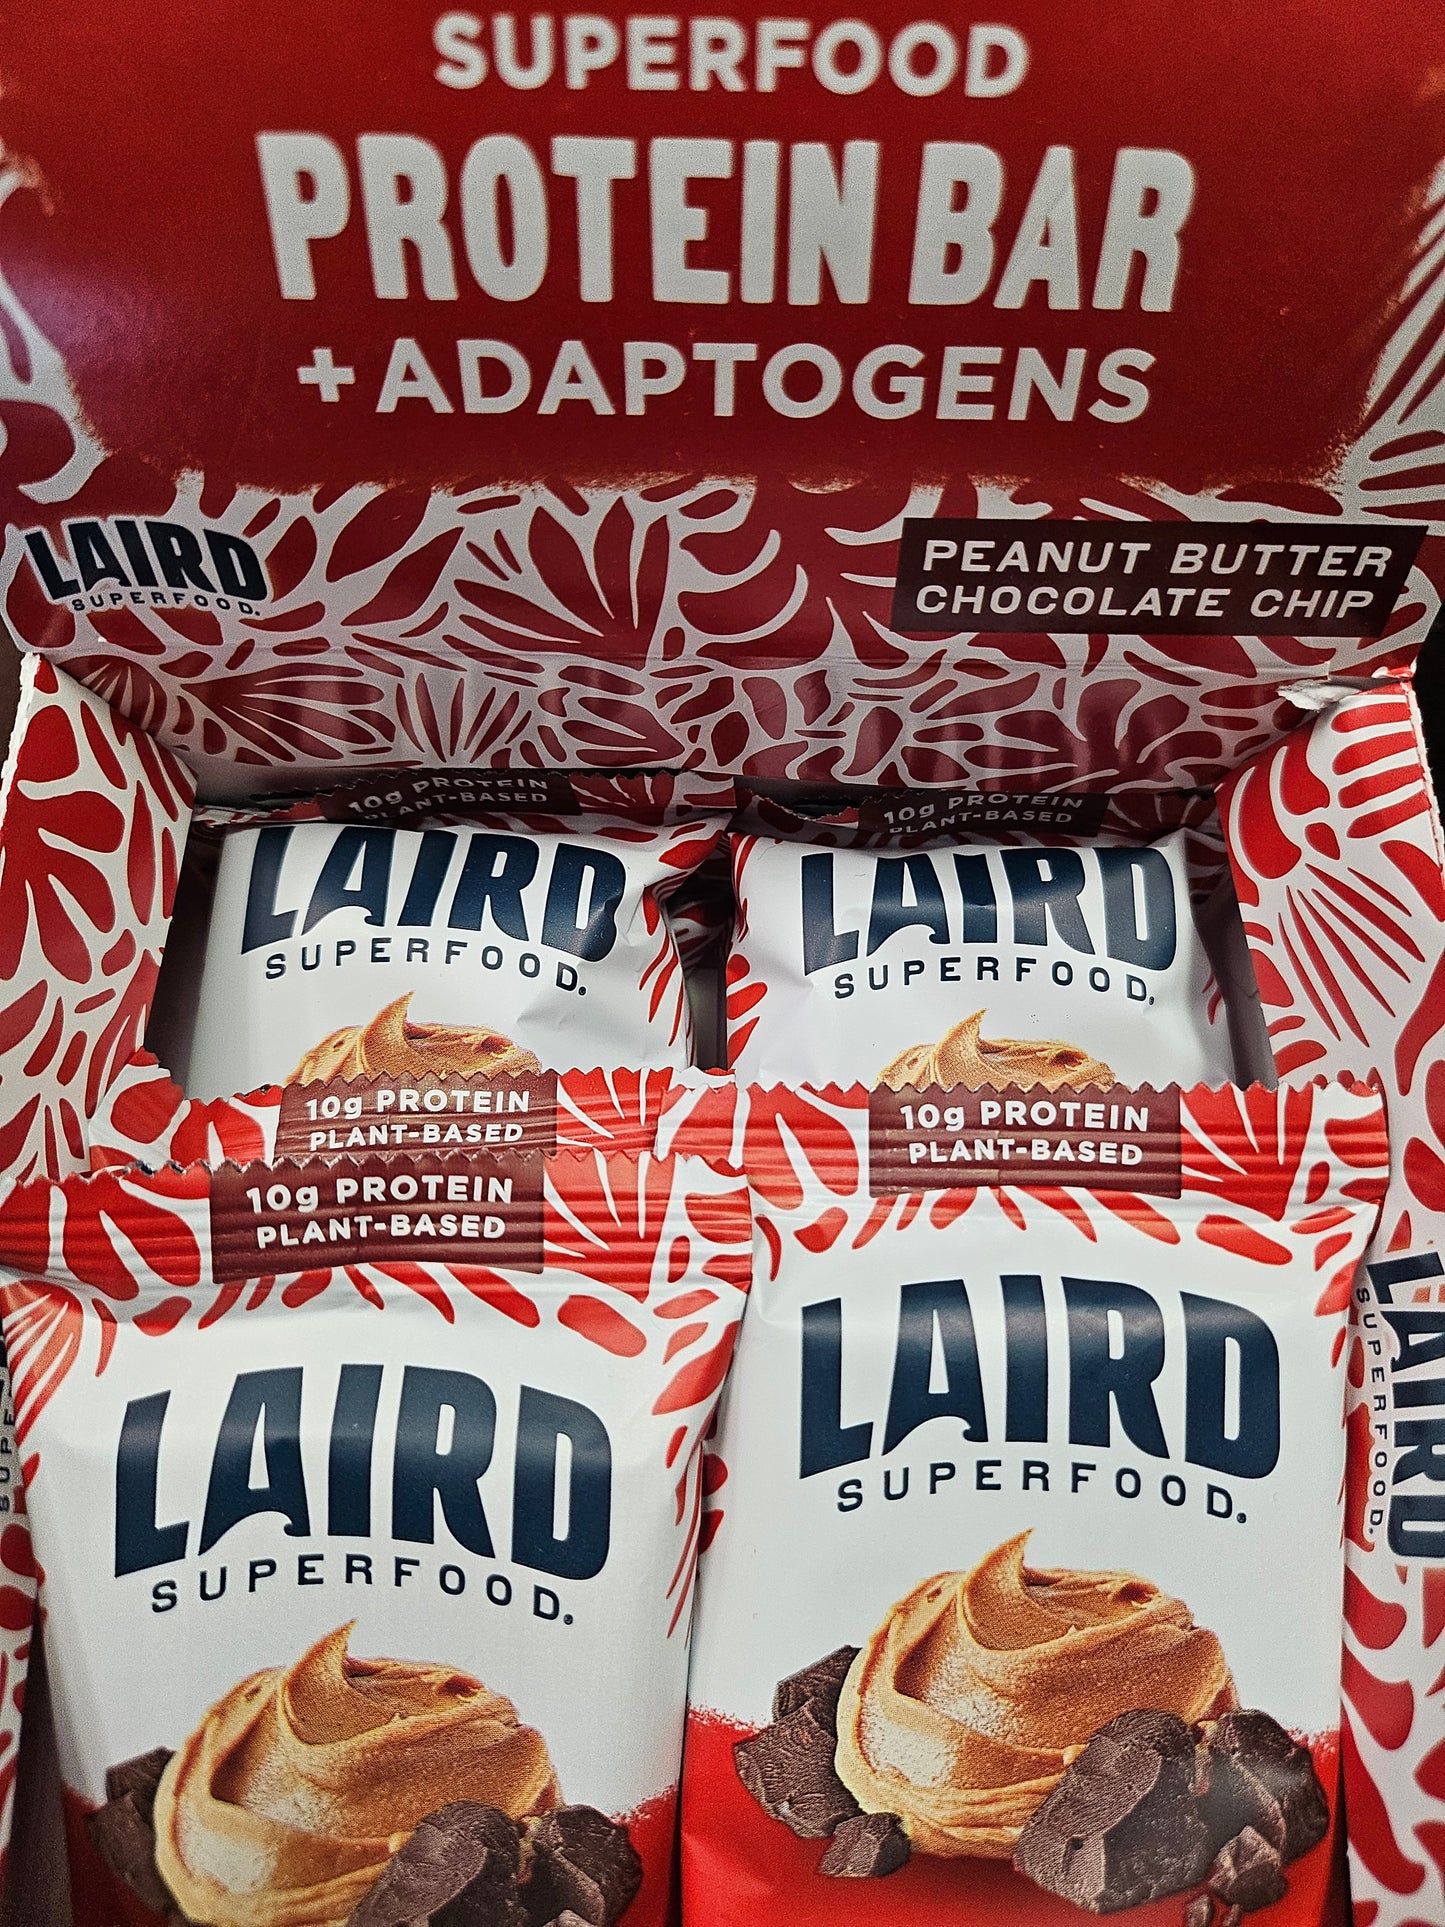 SUPERFOOD
PROTEIN BAR
+ ADAPTOGENS
LAIRD
SUPERFOOD.
PEANUT BUTTER
CHOCOLATE CHIP
10g PROTEIN
PLANT-BASED
LAIRD
SUPERFOOD.
10g PROTEIN
PLANT-BASED
LAIRD
SUPERFOOD.
10g PROTEIN
PLANT-BASED
10g PROTEIN
PLANT-BASED
10g PROTEIN
PLANT-BASED
LAIRD
SUPERFOOD.
LAIRD
SUPERFOOD.
LAIRD
SUPERFOOD.